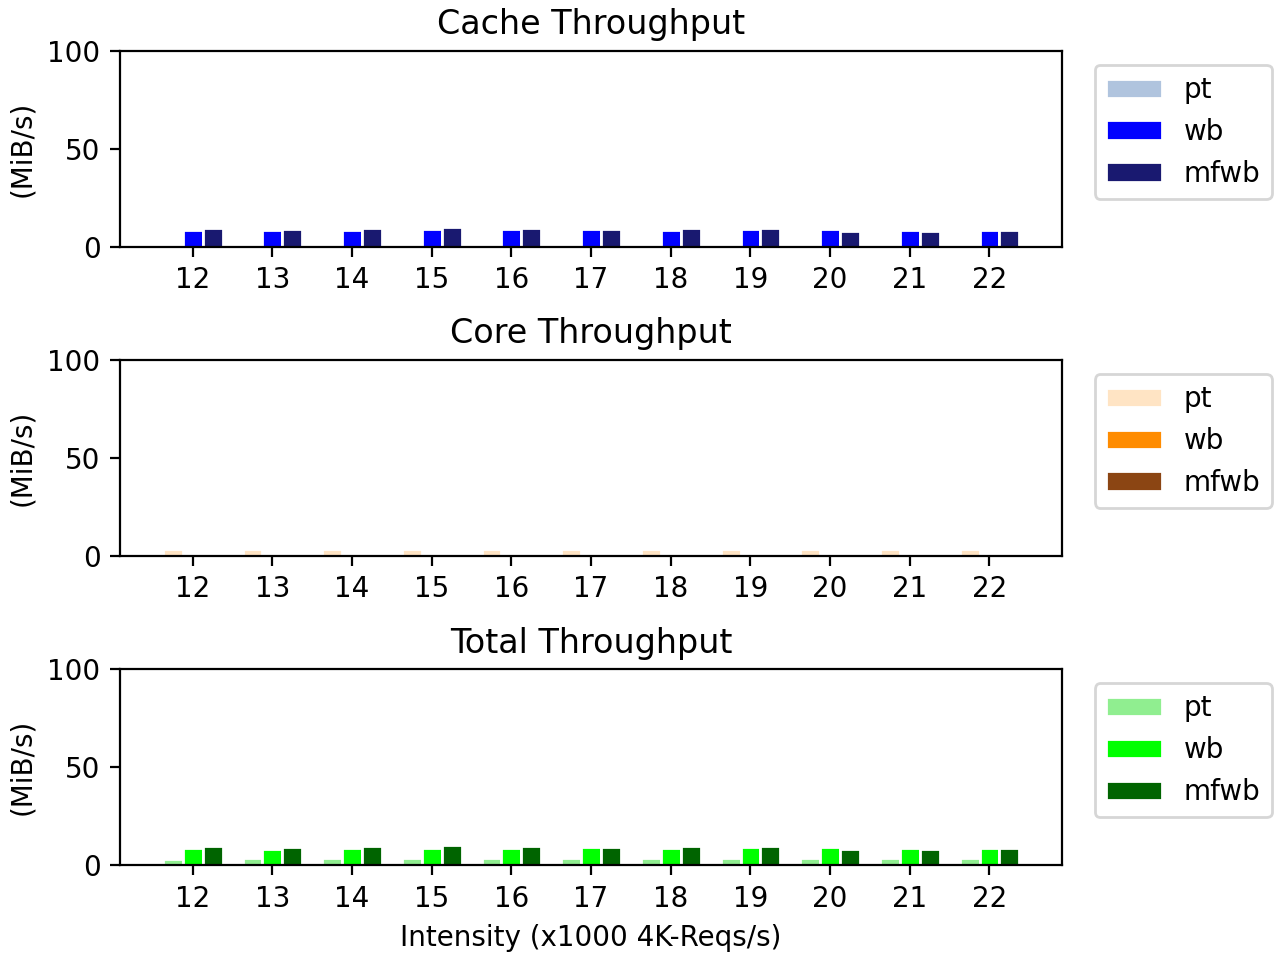 Cache Throughput
100
50
0
(MiB/s)
12 13 14 15 16 17 18 19 20 21 22
pt
wb
mfwb
Core Throughput
100
50
0
(MiB/s)
12 13 14 15 16 17 18 19 20 21 22
pt
wb
mfwb
Total Throughput
100
50
0
(MiB/s)
12 13 14 15 16 17 18 19 20 21 22
Intensity (x1000 4K-Reqs/s)
pt
wb
mfwb